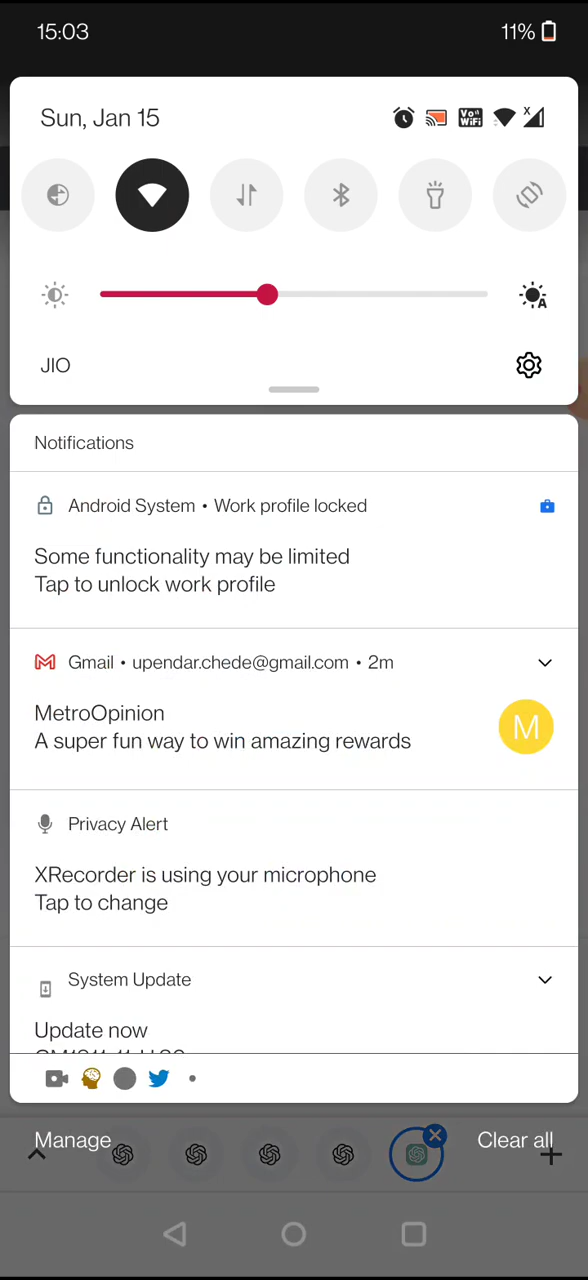 15:03
11%
Sun, Jan 15
Vo
WiFi
X
A
JIO
Notifications
Android System • Work profile locked
Some functionality may be limited
Tap to unlock work profile
Gmail • upendar.chede@gmail.com • 2m
MetroOpinion
M
A super fun way to win amazing rewards
Privacy Alert
XRecorder is using your microphone
Tap to change
System Update
Update now
Manage
Clear all